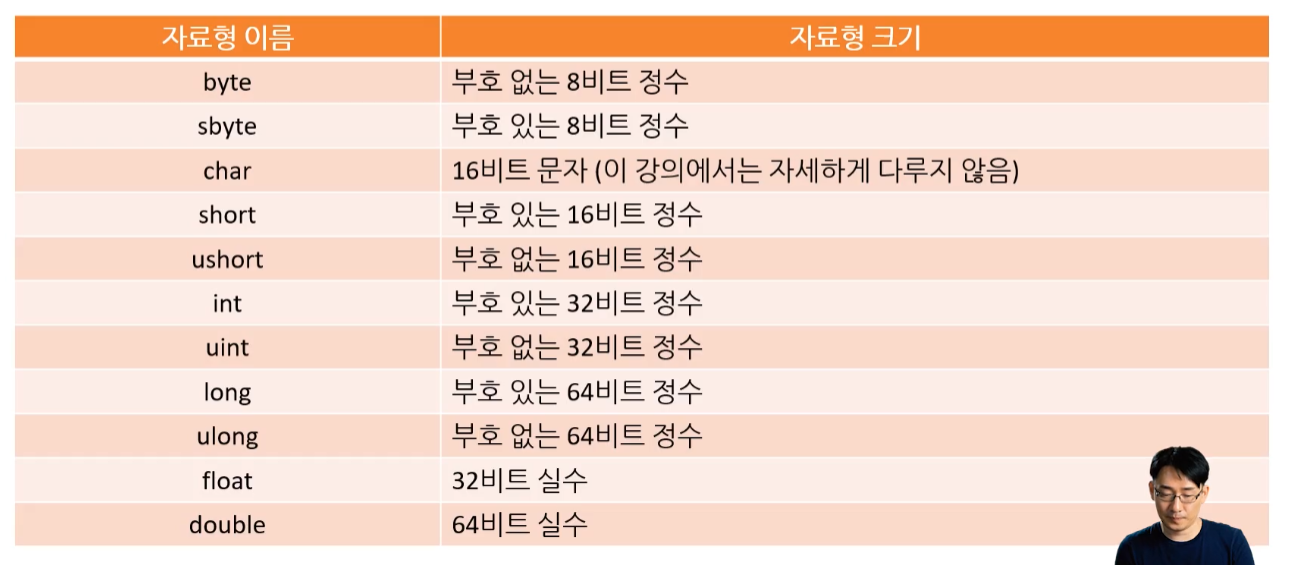 자료형 이름 자료형 크기
byte 부호 없는 8비트 정수
sbyte 부호 있는 8비트 정수
char 16비트 문자 (이 강의에서는 자세하게 다루지 않음)
short 부호 있는 16비트 정수
ushort 부호 없는 16비트 정수
int 부호 있는 32비트 정수
uint 부호 없는 32비트 정수
long 부호 있는 64비트 정수
ulong 부호 없는 64비트 정수
float 32비트 실수
double 64비트 실수